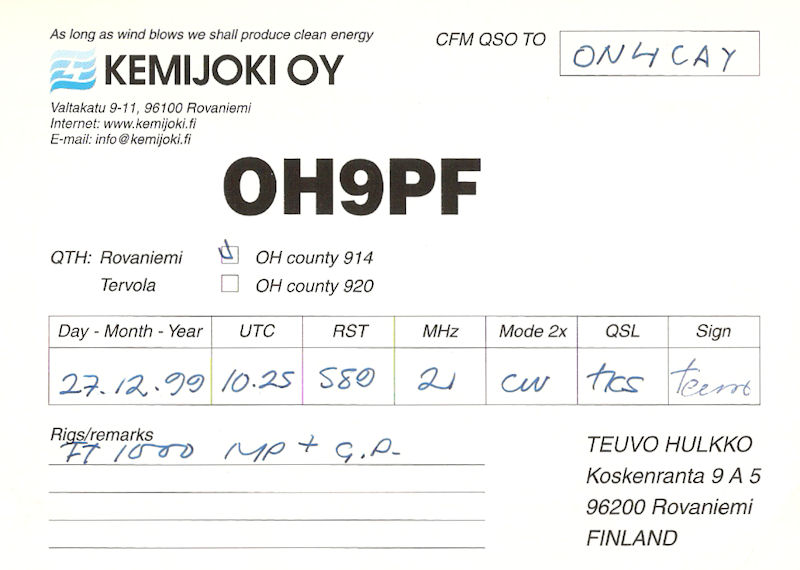 As long as wind blows we shall produce clean energy
KEMIJOKI OY
Valtakatu 9-11, 96100 Rovaniemi
Internet: www.kemijoki.fi
E-mail: info@kemijoki.fi
CFM QSO TO ON4CAY
OH9PF
QTH: Rovaniemi OH county 914
Tervola OH county 920
Day - Month - Year UTC RST MHz Mode 2x QSL Sign
27.12.99 10.25 589 21 CW tks Teuvo
Rigs/remarks
FT 1000 MP + G.P.
TEUVO HULKKO
Koskenranta 9 A 5
96200 Rovaniemi
FINLAND